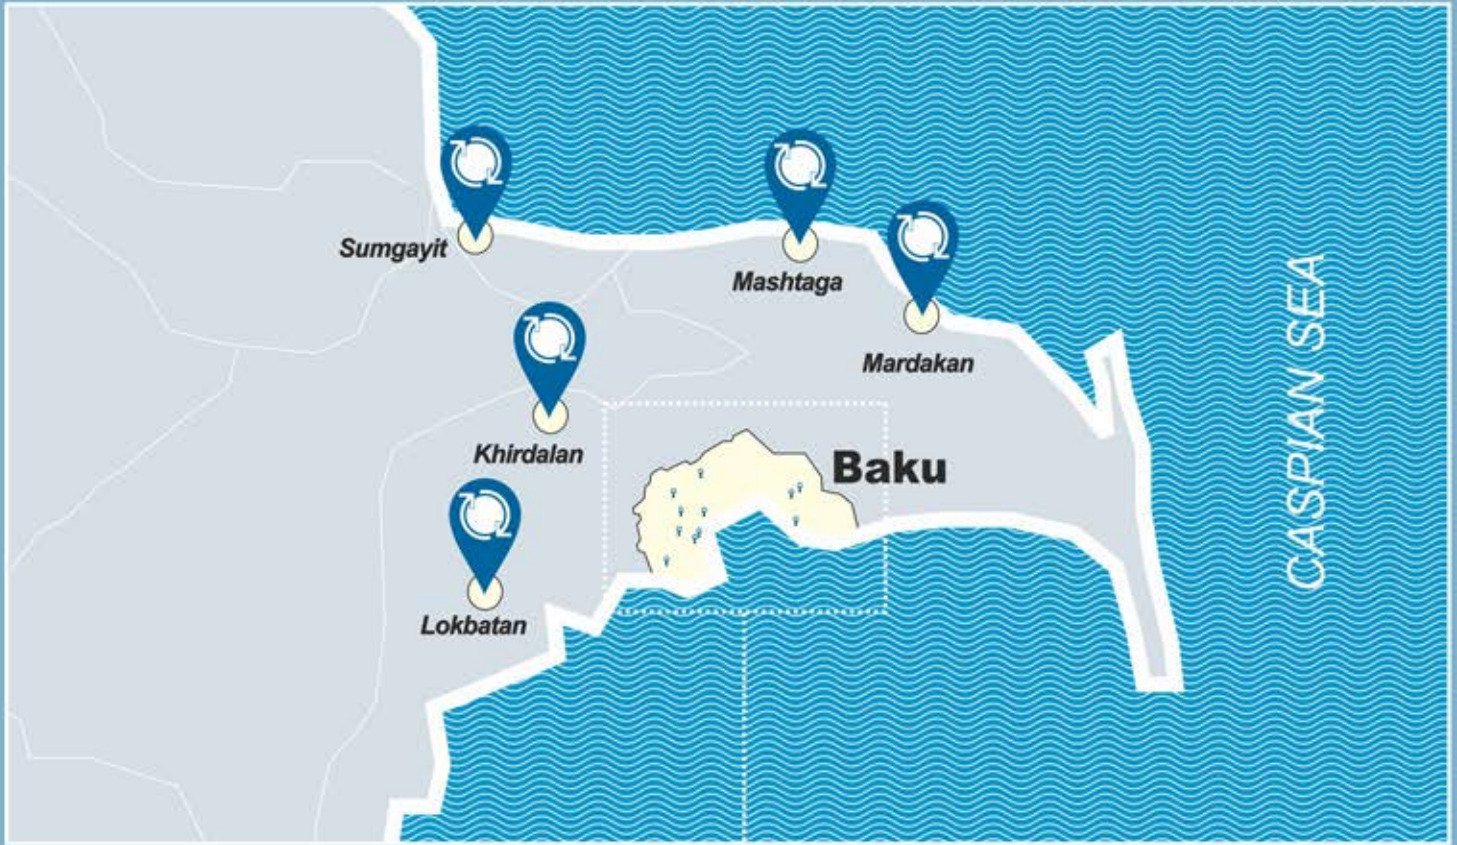 Sumgayit
Mashtaga
Mardakan
Khirdalan
Baku
Lokbatan
CASPIAN SEA